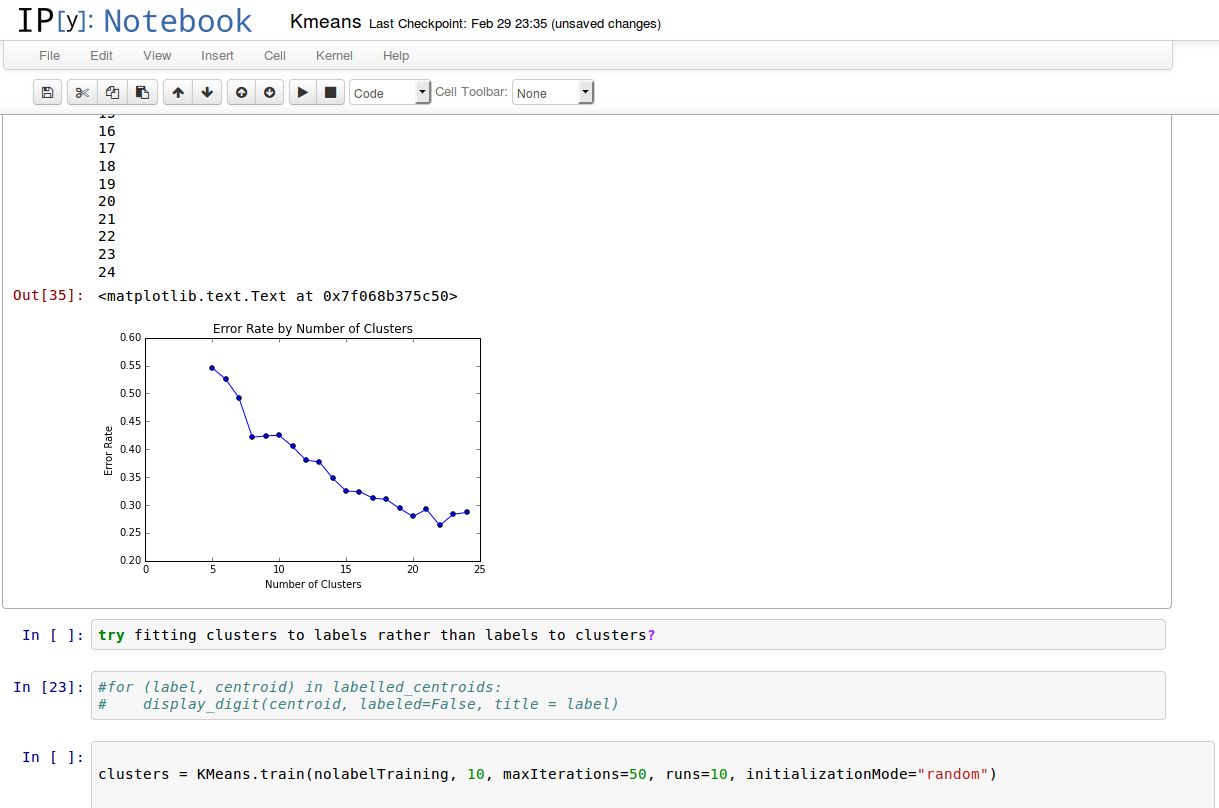 IP[y]: Notebook Kmeans Last Checkpoint: Feb 29 23:35 (unsaved changes)
File Edit View Insert Cell Kernel Help
Code Cell Toolbar: None
16
17
18
19
20
21
22
23
24
Out[35]: <matplotlib.text.Text at 0x7f068b375c50>
Error Rate by Number of Clusters
0.60
0.55
0.50
0.45
0.40
0.35
0.30
0.25
0.20
Error Rate
0 5 10 15 20 25
Number of Clusters
In [ ]: try fitting clusters to labels rather than labels to clusters?
In [23]: #for (label, centroid) in labelled_centroids:
#    display_digit(centroid, labeled=False, title = label)
In [ ]:
clusters = KMeans.train(nolabelTraining, 10, maxIterations=50, runs=10, initializationMode="random")